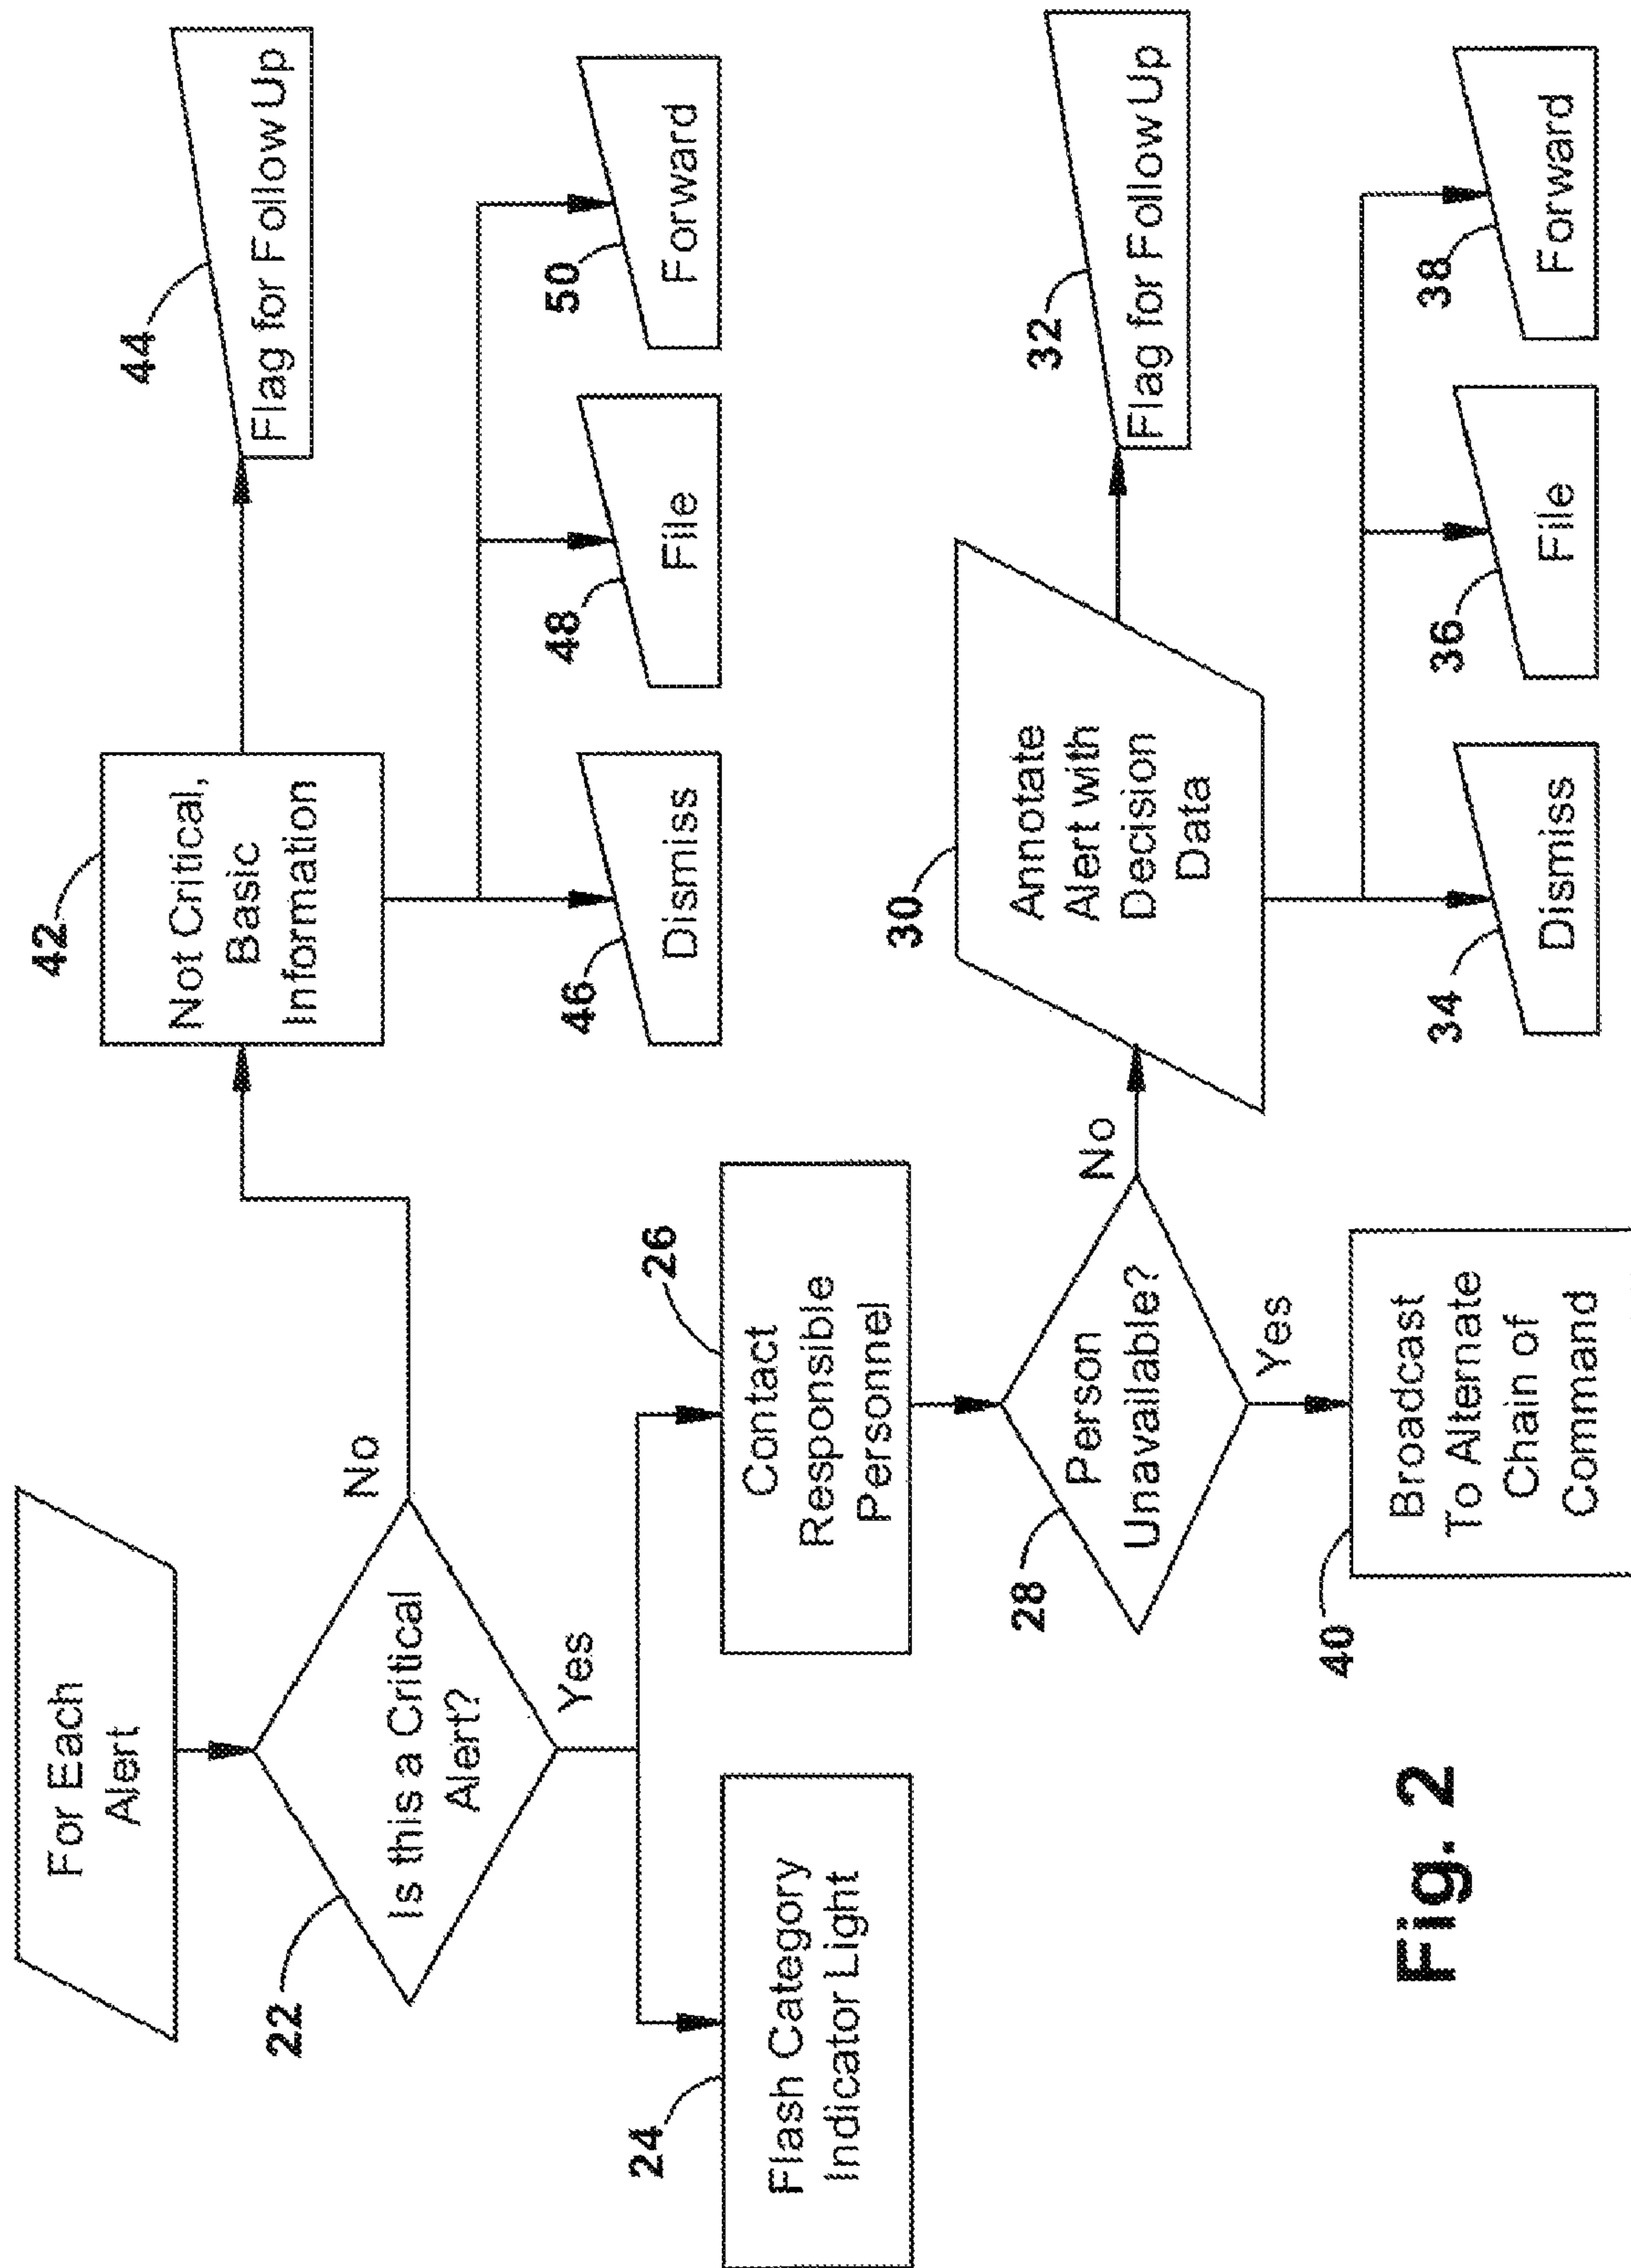 For Each
Alert
22
Is this a Critical
Alert?
No
Yes
42
Not Critical,
Basic
Information
44
Flag for Follow Up
46
Dismiss
48
File
50
Forward
24
Flash Category
Indicator Light
26
Contact
Responsible
Personnel
28
Person
Unavailable?
No
Yes
30
Annotate
Alert with
Decision
Data
32
Flag for Follow Up
34
Dismiss
36
File
38
Forward
40
Broadcast
To Alternate
Chain of
Command
Fig. 2